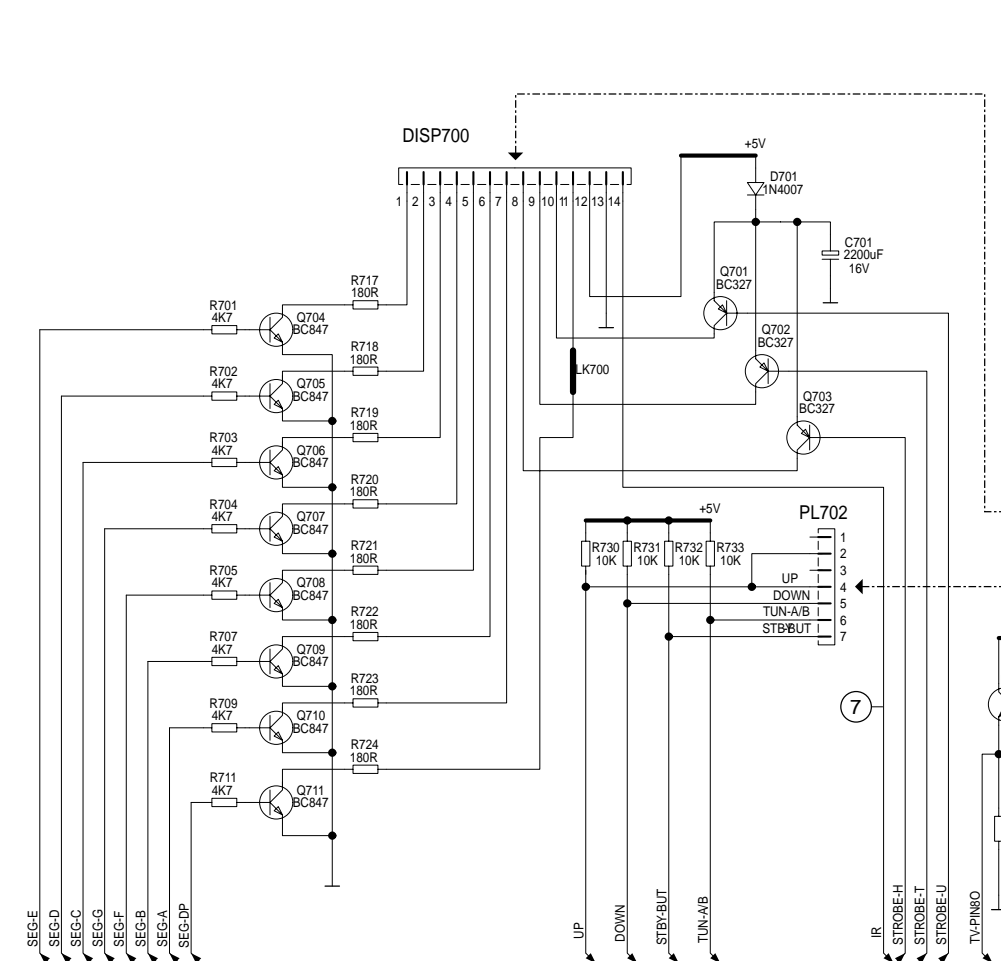 DISP700
1 2 3 4 5 6 7 8 9 10 11 12 13 14
+5V
D701
1N4007
C701
2200uF
16V
Q701
BC327
Q702
BC327
Q703
BC327
LK700
R701
4K7
Q704
BC847
R717
180R
R702
4K7
Q705
BC847
R718
180R
R703
4K7
Q706
BC847
R719
180R
R704
4K7
Q707
BC847
R720
180R
R705
4K7
Q708
BC847
R721
180R
R707
4K7
Q709
BC847
R722
180R
R709
4K7
Q710
BC847
R723
180R
R711
4K7
Q711
BC847
R724
180R
+5V
R730
10K
R731
10K
R732
10K
R733
10K
PL702
1
2
3
UP 4
DOWN 5
TUN-A/B 6
STBY-BUT 7
7
SEG-E
SEG-D
SEG-C
SEG-G
SEG-F
SEG-B
SEG-A
SEG-DP
UP
DOWN
STBY-BUT
TUN-A/B
IR
STROBE-H
STROBE-T
STROBE-U
TV-PIN8O